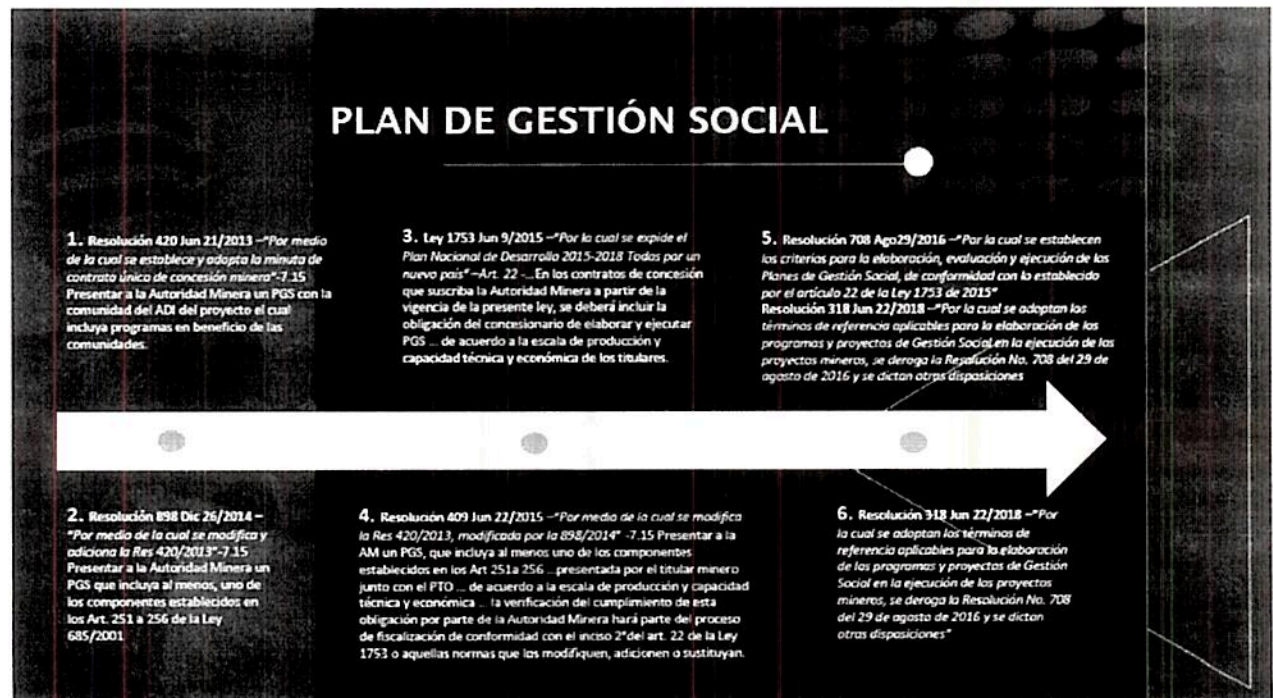 PLAN DE GESTIÓN SOCIAL
1. Resolución 420 Jun 21/2013 –"Por medio
de la cual se establece y adopta la minuta de
contrato único de concesión minera"-7.15
Presentar a la Autoridad Minera un PGS con la
comunidad del ADI del proyecto el cual
incluya programas en beneficio de las
comunidades.
3. Ley 1753 Jun 9/2015 –"Por la cual se expide el
Plan Nacional de Desarrollo 2015-2018 Todos por un
nuevo país" –Art. 22 -...En los contratos de concesión
que suscriba la Autoridad Minera a partir de la
vigencia de la presente ley, se deberá incluir la
obligación del concesionario de elaborar y ejecutar
PGS ... de acuerdo a la escala de producción y
capacidad técnica y económica de los titulares.
5. Resolución 708 Ago29/2016 –"Por la cual se establecen
los criterios para la elaboración, evaluación y ejecución de los
Planes de Gestión Social, de conformidad con lo establecido
por el artículo 22 de la Ley 1753 de 2015"
Resolución 318 Jun 22/2018 –"Por la cual se adoptan los
términos de referencia aplicables para la elaboración de los
programas y proyectos de Gestión Social en la ejecución de los
proyectos mineros, se deroga la Resolución No. 708 del 29 de
agosto de 2016 y se dictan otras disposiciones
2. Resolución 898 Dic 26/2014 –
"Por medio de la cual se modifica y
adiciona la Res 420/2013"-7.15
Presentar a la Autoridad Minera un
PGS que incluya al menos, uno de
los componentes establecidos en
los Art. 251 a 256 de la Ley
685/2001
4. Resolución 409 Jun 22/2015 –"Por medio de la cual se modifica
la Res 420/2013, modificada por la 898/2014" -7.15 Presentar a la
AM un PGS, que incluya al menos uno de los componentes
establecidos en los Art 251a 256 ...presentada por el titular minero
junto con el PTO ... de acuerdo a la escala de producción y capacidad
técnica y económica ... la verificación del cumplimiento de esta
obligación por parte de la Autoridad Minera hará parte del proceso
de fiscalización de conformidad con el inciso 2°del art. 22 de la Ley
1753 o aquellas normas que los modifiquen, adicionen o sustituyan.
6. Resolución 318 Jun 22/2018 –"Por
la cual se adoptan los términos de
referencia aplicables para la elaboración
de los programas y proyectos de Gestión
Social en la ejecución de los proyectos
mineros, se deroga la Resolución No. 708
del 29 de agosto de 2016 y se dictan
otras disposiciones"